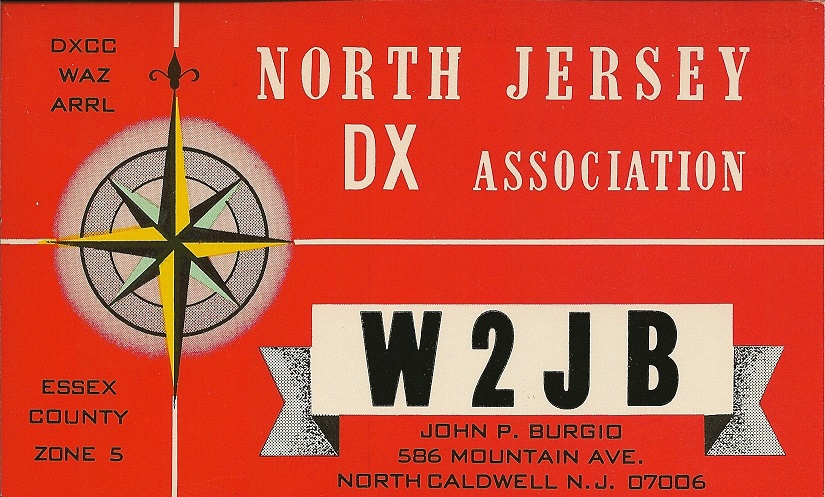 DXCC
WAZ
ARRL
NORTH JERSEY
DX ASSOCIATION
W2JB
JOHN P. BURGIO
586 MOUNTAIN AVE.
NORTH CALDWELL N.J. 07006
ESSEX
COUNTY
ZONE 5